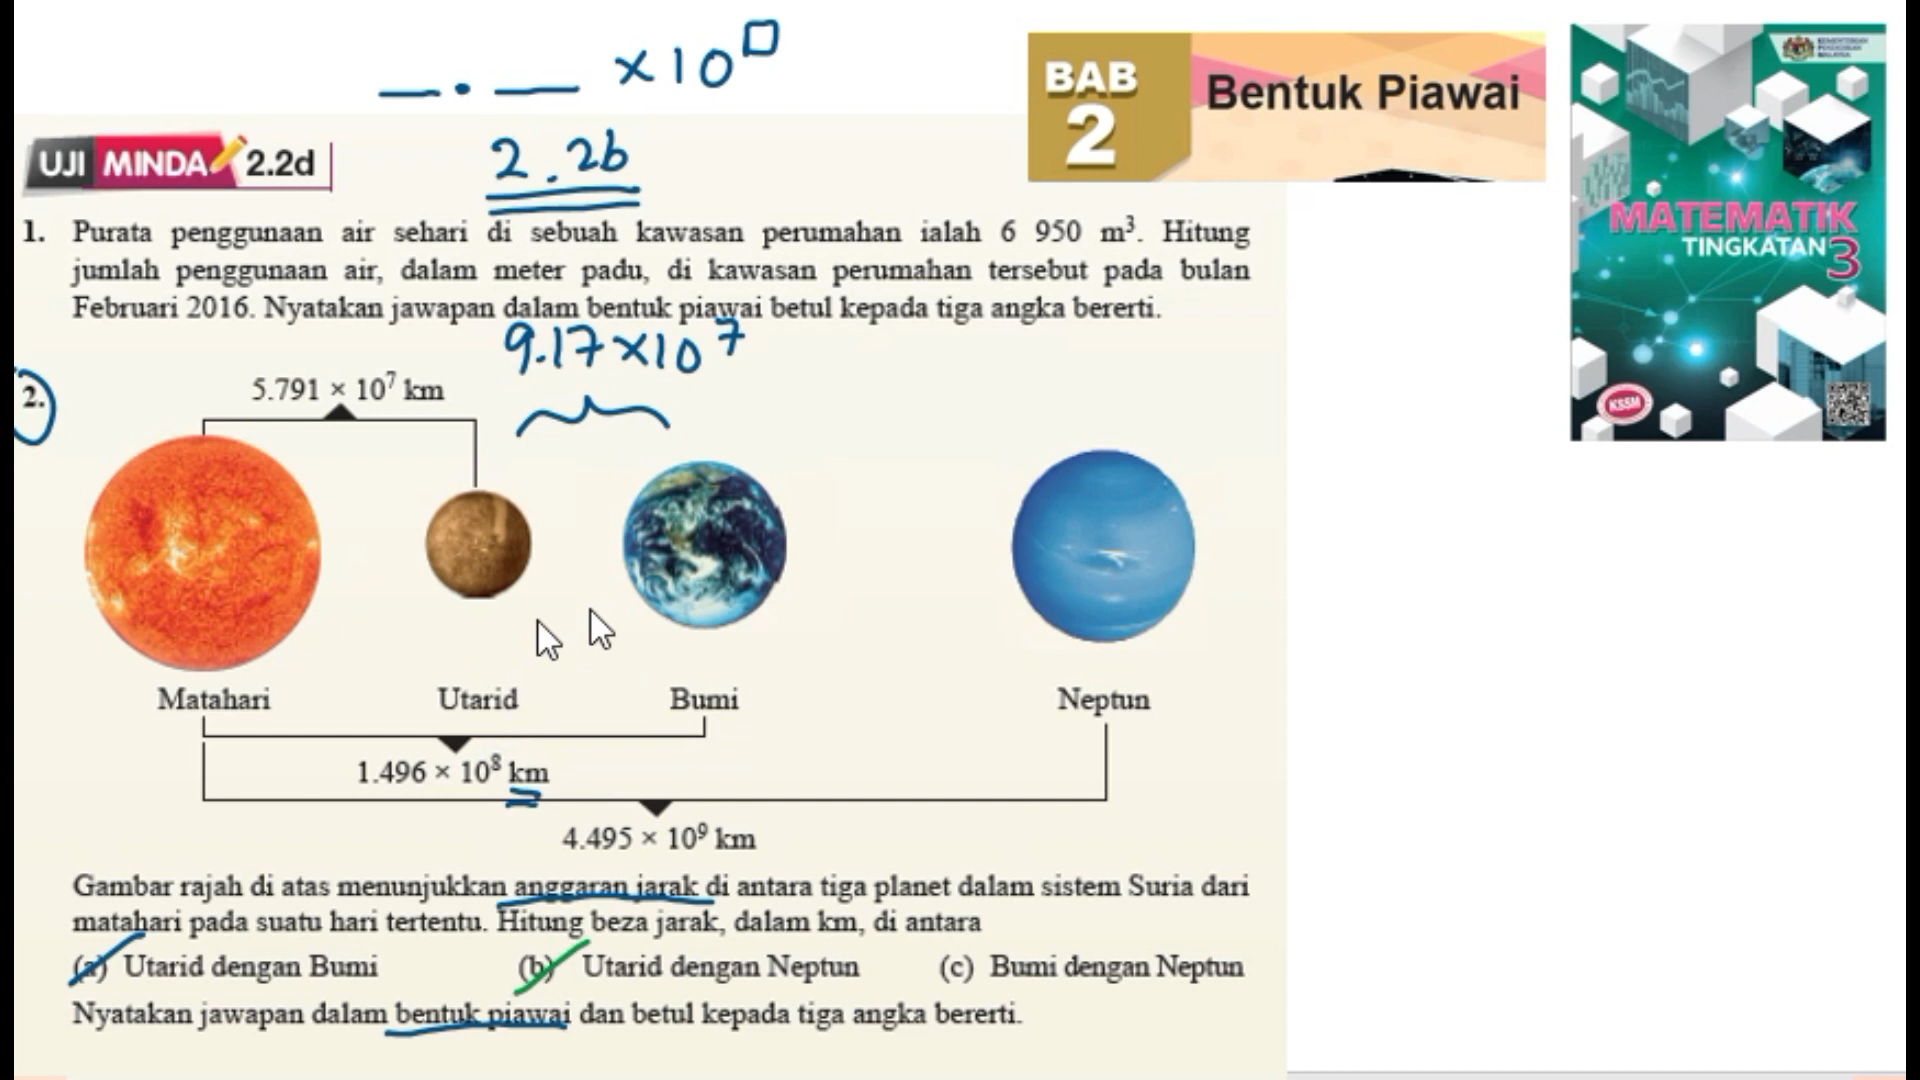 _._ ×10□
BAB
2
Bentuk Piawai
UJI MINDA 2.2d
2.26
MATEMATIK
TINGKATAN 3
KSSM
1. Purata penggunaan air sehari di sebuah kawasan perumahan ialah 6 950 m³. Hitung
jumlah penggunaan air, dalam meter padu, di kawasan perumahan tersebut pada bulan
Februari 2016. Nyatakan jawapan dalam bentuk piawai betul kepada tiga angka bererti.
9.17×10⁷
2.
5.791 × 10⁷ km
Matahari Utarid Bumi Neptun
1.496 × 10⁸ km
4.495 × 10⁹ km
Gambar rajah di atas menunjukkan anggaran jarak di antara tiga planet dalam sistem Suria dari
matahari pada suatu hari tertentu. Hitung beza jarak, dalam km, di antara
(a) Utarid dengan Bumi (b) Utarid dengan Neptun (c) Bumi dengan Neptun
Nyatakan jawapan dalam bentuk piawai dan betul kepada tiga angka bererti.